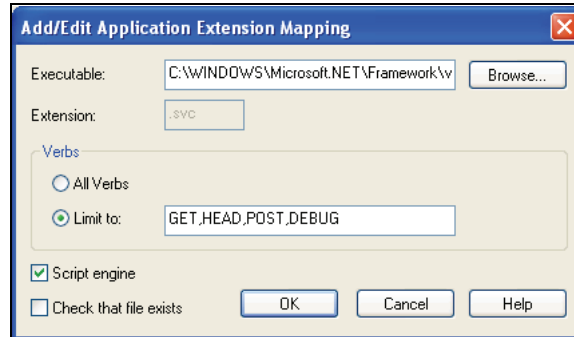 Add/Edit Application Extension Mapping
Executable: C:\WINDOWS\Microsoft.NET\Framework\v Browse...
Extension: .svc
Verbs
All Verbs
Limit to: GET,HEAD,POST,DEBUG
Script engine
Check that file exists OK Cancel Help